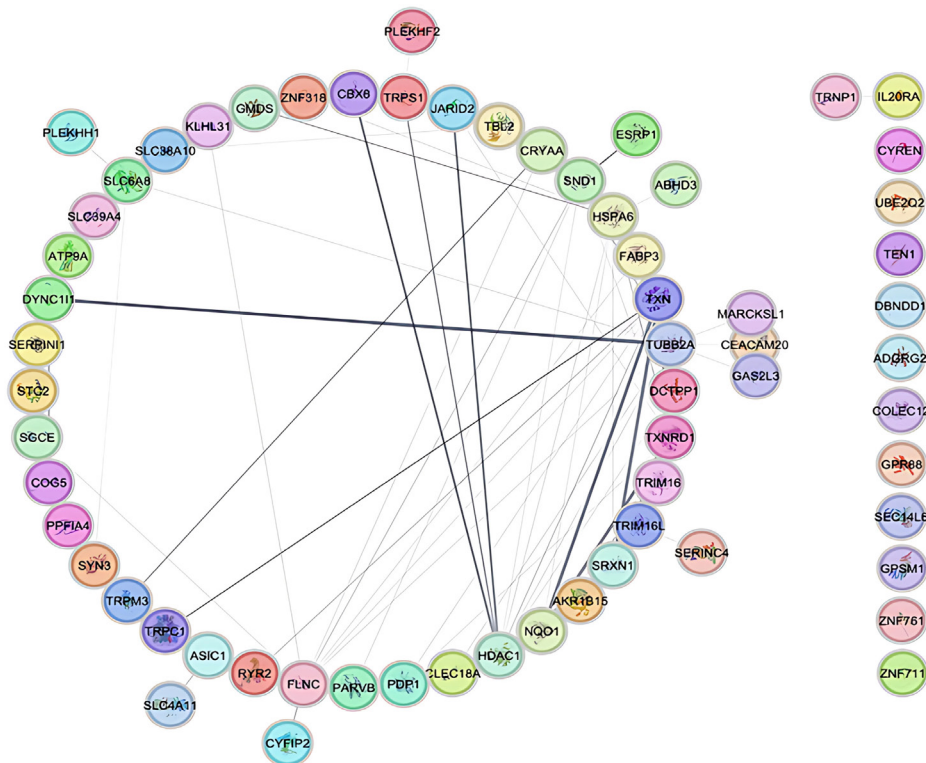 PLEKHF2
ZNF318
CBX8
TRPS1
JARID2
GMDS
TBL2
KLHL31
CRYAA
ESRP1
PLEKHH1
SLC38A10
SND1
SLC6A8
ABHD3
SLC39A4
HSPA6
ATP9A
FABP3
DYNC1I1
TXN
MARCKSL1
SERPINI1
TUBB2A
CEACAM20
GAS2L3
STC2
DCTPP1
SGCE
TXNRD1
COG5
TRIM16
PPFIA4
TRIM16L
SERINC4
SYN3
SRXN1
TRPM3
AKR1B15
TRPC1
NQO1
ASIC1
HDAC1
RYR2
FLNC
PARVB
PDP1
CLEC18A
SLC4A11
CYFIP2
TRNP1
IL20RA
CYREN
UBE2Q2
TEN1
DBNDD1
ADGRG2
COLEC12
GPR88
SEC14L6
GPSM1
ZNF761
ZNF711